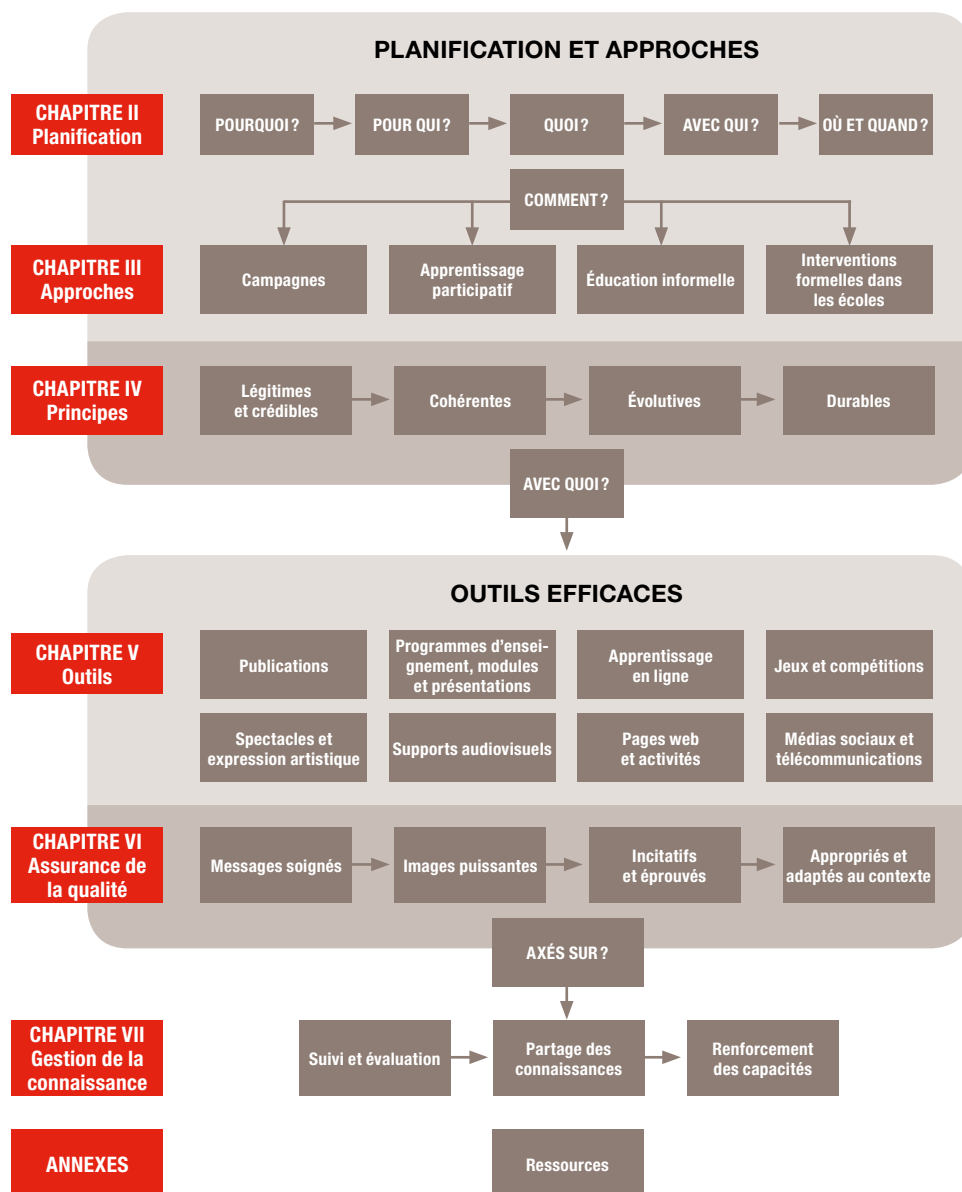 PLANIFICATION ET APPROCHES
CHAPITRE II
Planification
POURQUOI ?
POUR QUI ?
QUOI ?
AVEC QUI ?
OÙ ET QUAND ?
COMMENT ?
CHAPITRE III
Approches
Campagnes
Apprentissage
participatif
Éducation informelle
Interventions
formelles dans
les écoles
CHAPITRE IV
Principes
Légitimes
et crédibles
Cohérentes
Évolutives
Durables
AVEC QUOI ?
OUTILS EFFICACES
CHAPITRE V
Outils
Publications
Programmes d'ensei-
gnement, modules
et présentations
Apprentissage
en ligne
Jeux et compétitions
Spectacles et
expression artistique
Supports audiovisuels
Pages web
et activités
Médias sociaux et
télécommunications
CHAPITRE VI
Assurance de
la qualité
Messages soignés
Images puissantes
Incitatifs
et éprouvés
Appropriés et
adaptés au contexte
AXÉS SUR ?
CHAPITRE VII
Gestion de la
connaissance
Suivi et évaluation
Partage des
connaissances
Renforcement
des capacités
ANNEXES
Ressources